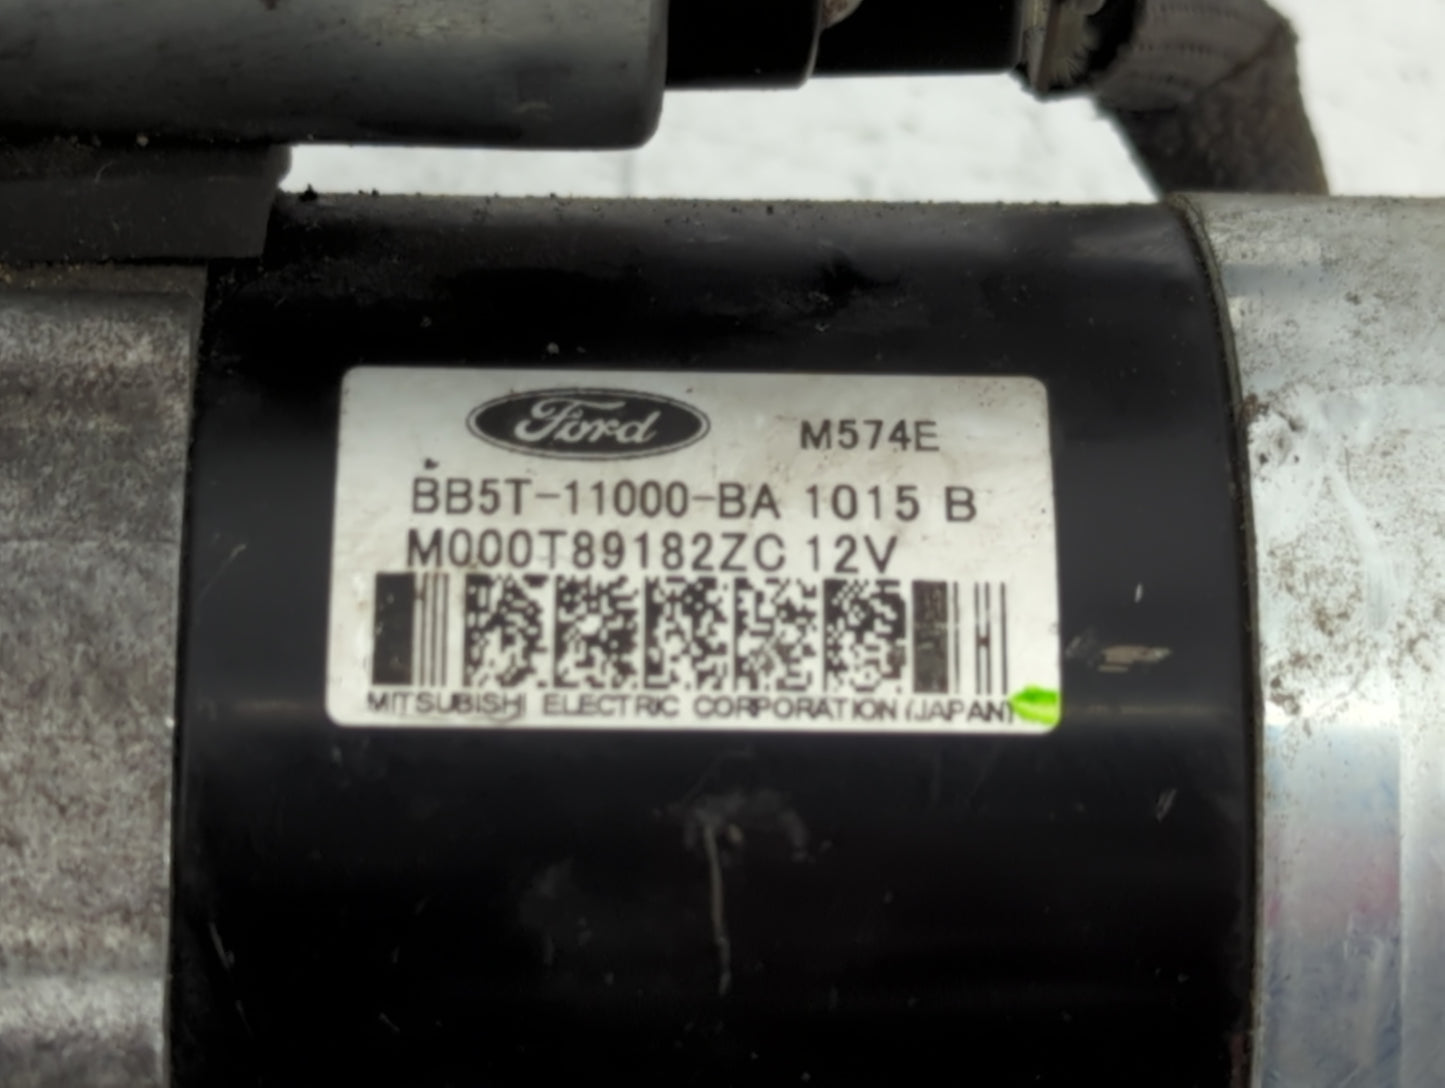 Ford M574E
BB5T-11000-BA 1015 B
M000T89182ZC 12V
MITSUBISHI ELECTRIC CORPORATION (JAPAN)